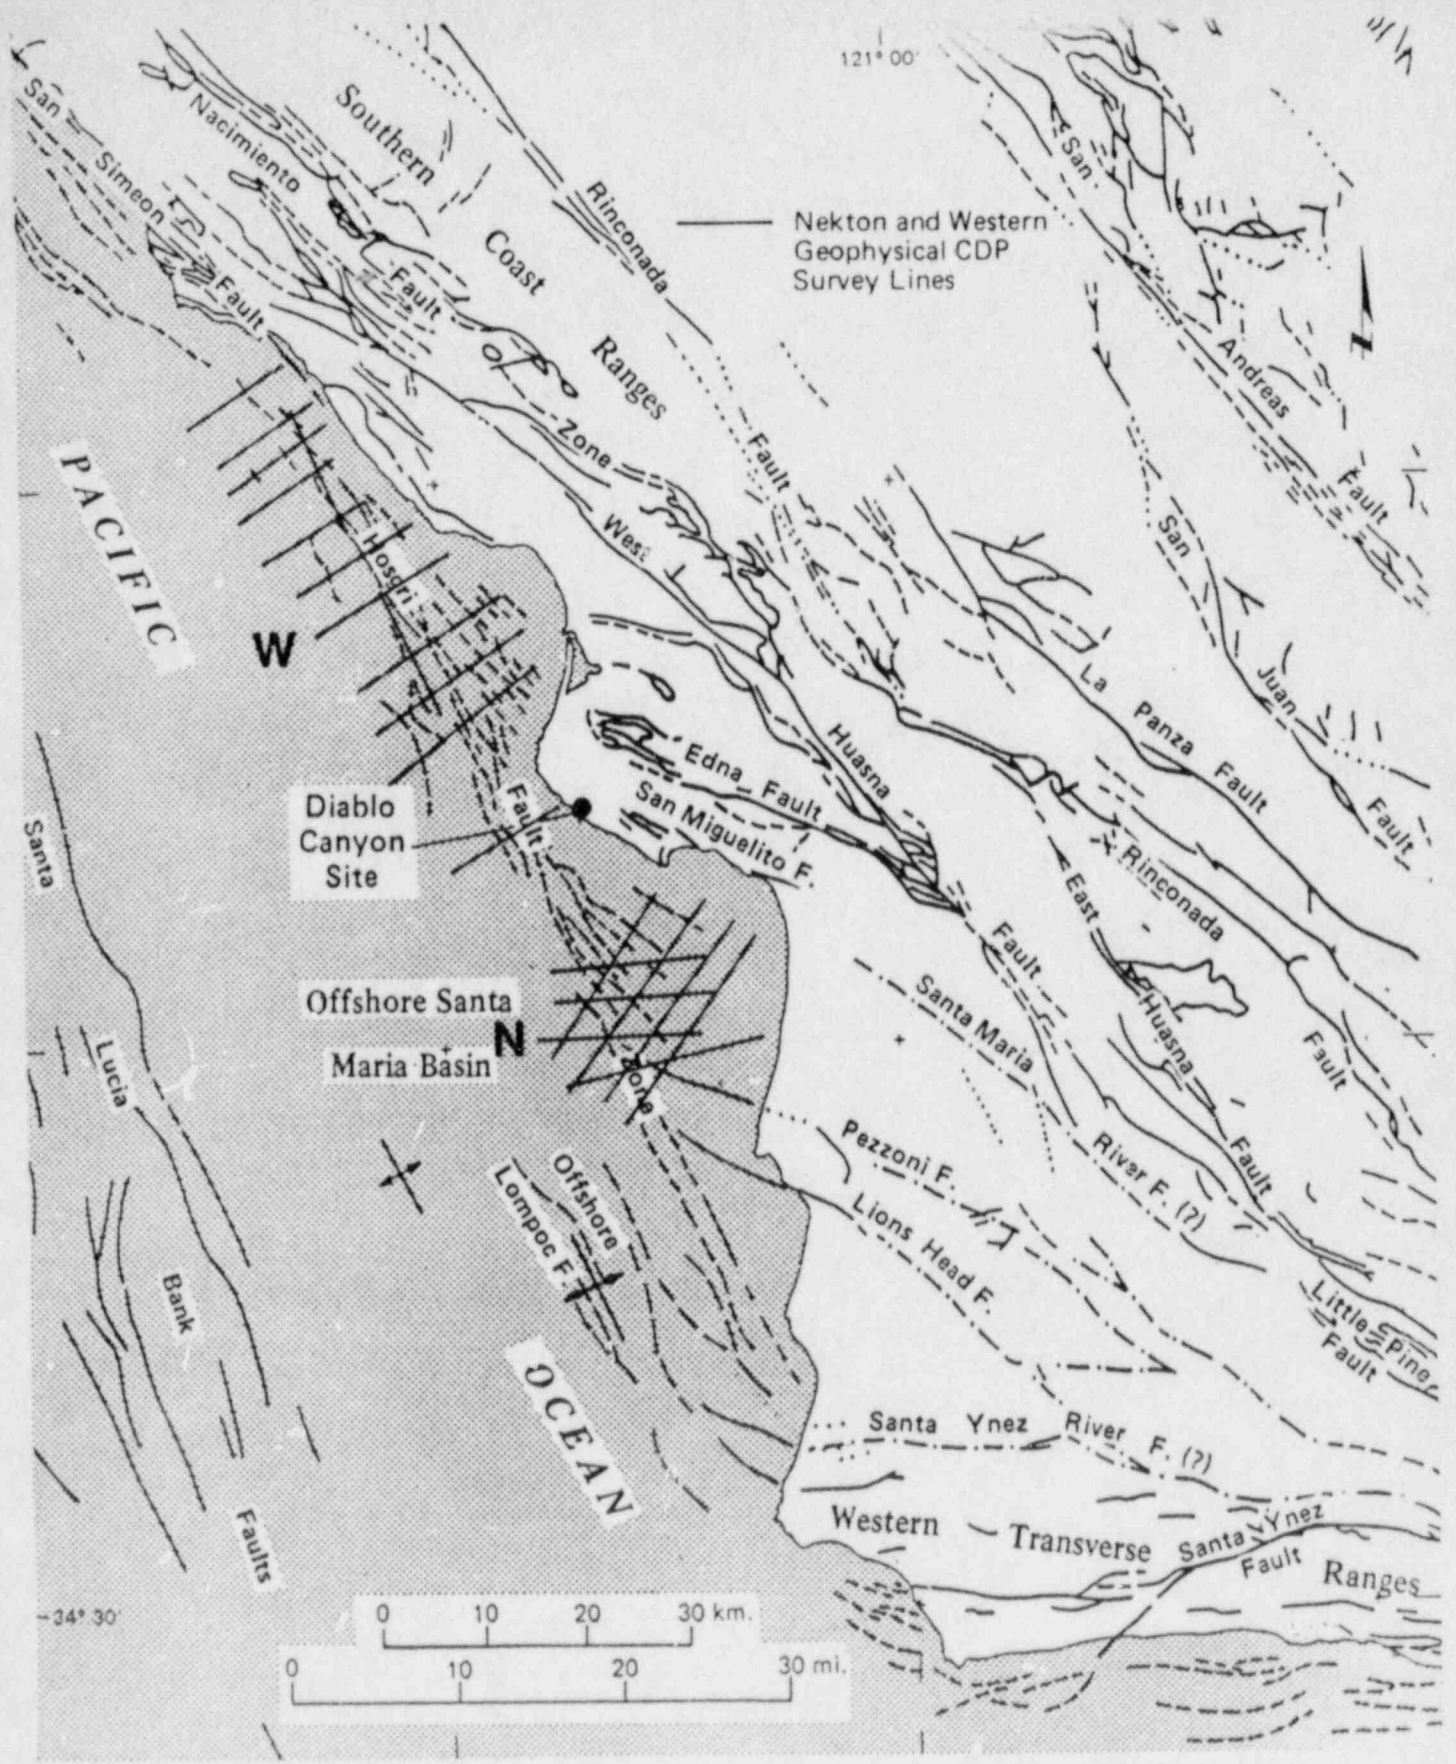 121° 00'
San
Simeon
Fault
Nacimiento
Fault
Zone
Southern
Coast
Ranges
Rinconada
Fault
Nekton and Western
Geophysical CDP
Survey Lines
San
Andreas
Fault
PACIFIC
W
Hosgri
Fault
Zone
West
Huasna
Fault
San
Juan
Fault
La Panza Fault
Edna Fault
San Miguelito F.
Diablo
Canyon
Site
Rinconada
Fault
East
Huasna
Fault
Santa
Lucia
Bank
Faults
Offshore Santa
N
Maria Basin
Santa Maria
River F. (?)
Pezzoni F.
Lions Head F.
Offshore
Lompoc F.
Little Pine
Fault
OCEAN
Santa Ynez River F. (?)
Western Transverse Ranges
Santa Ynez
Fault
34° 30'
0 10 20 30 km.
0 10 20 30 mi.